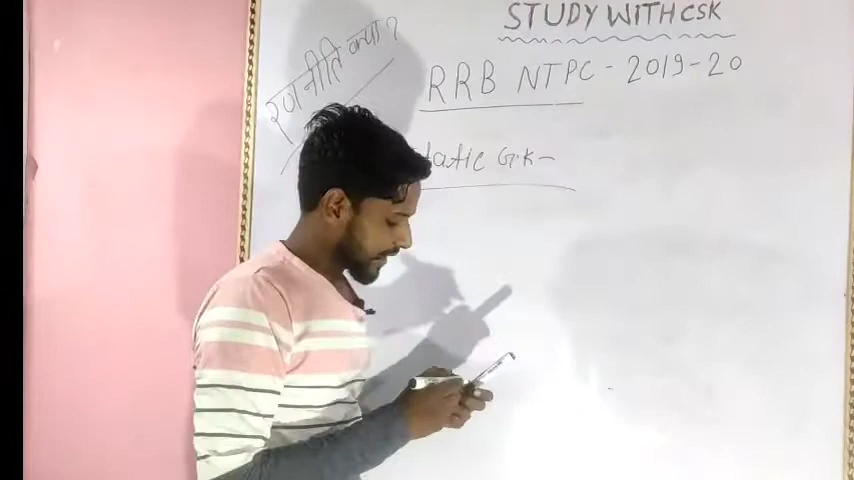 STUDY WITH CSK
RRB NTPC - 2019-20
रणनीति क्या?
tatic G.K-